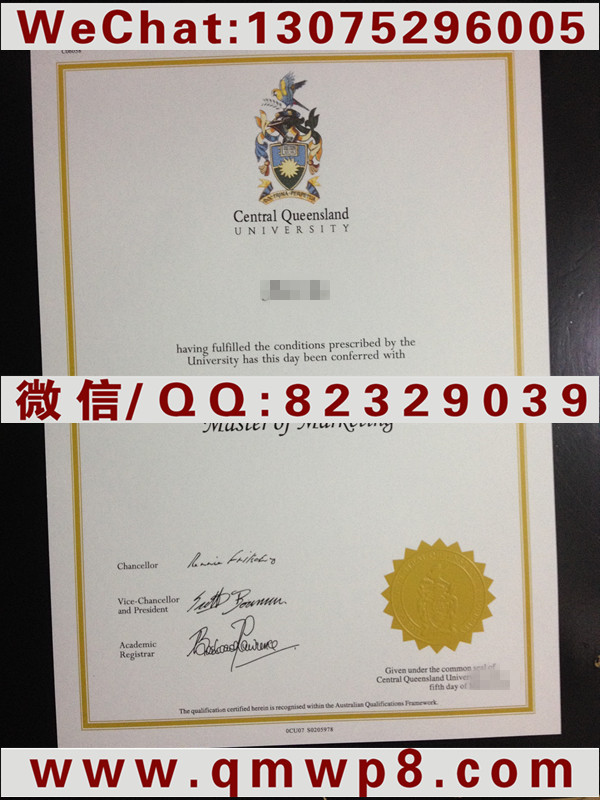 WeChat:13075296005
Central Queensland
UNIVERSITY
having fulfilled the conditions prescribed by the
University has this day been conferred with
微信/QQ:82329039
Master of Marketing
Chancellor
Vice-Chancellor
and President
Academic
Registrar
Given under the common seal of
Central Queensland
fifth day of
The qualification certified herein is recognised within the Australian Qualifications Framework.
0CU07 S0205978
www.qmwp8.com